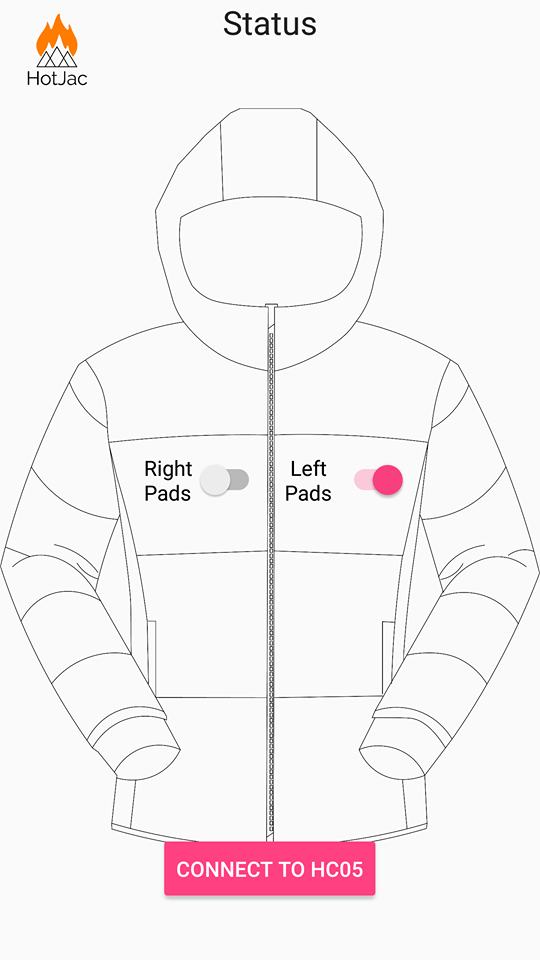 Status
HotJac
Right
Pads
Left
Pads
CONNECT TO HC05